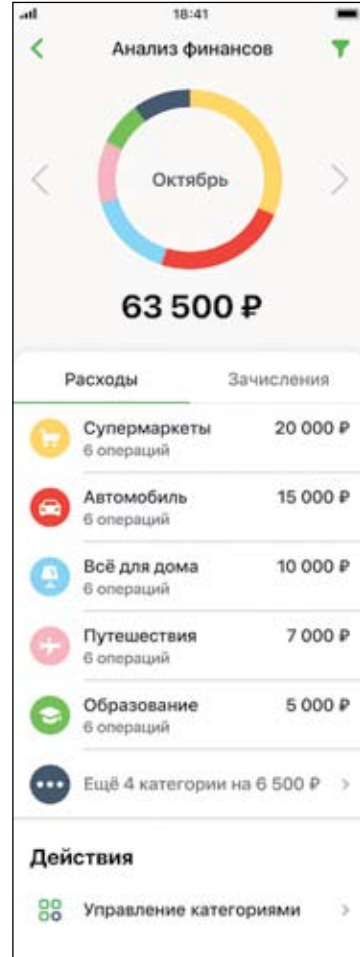 18:41
Анализ финансов
Октябрь
63 500 ₽
Расходы Зачисления
Супермаркеты 20 000 ₽
6 операций
Автомобиль 15 000 ₽
6 операций
Всё для дома 10 000 ₽
6 операций
Путешествия 7 000 ₽
6 операций
Образование 5 000 ₽
6 операций
Ещё 4 категории на 6 500 ₽
Действия
Управление категориями